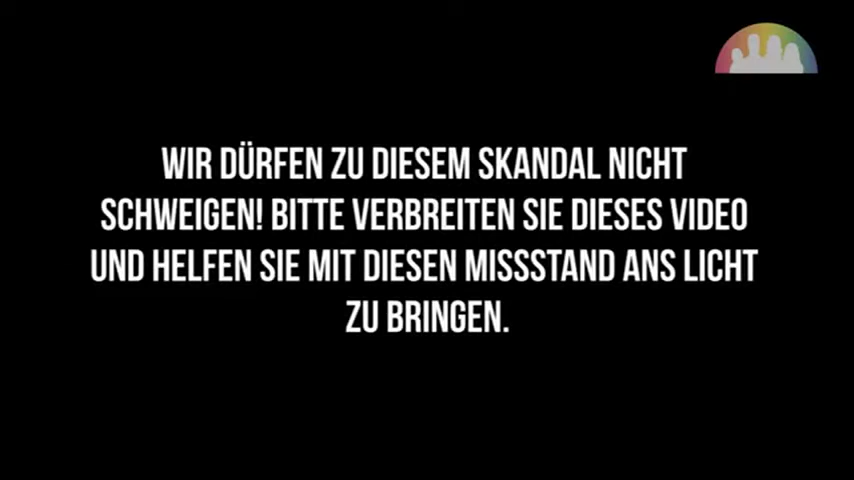 WIR DÜRFEN ZU DIESEM SKANDAL NICHT
SCHWEIGEN! BITTE VERBREITEN SIE DIESES VIDEO
UND HELFEN SIE MIT DIESEN MISSSTAND ANS LICHT
ZU BRINGEN.